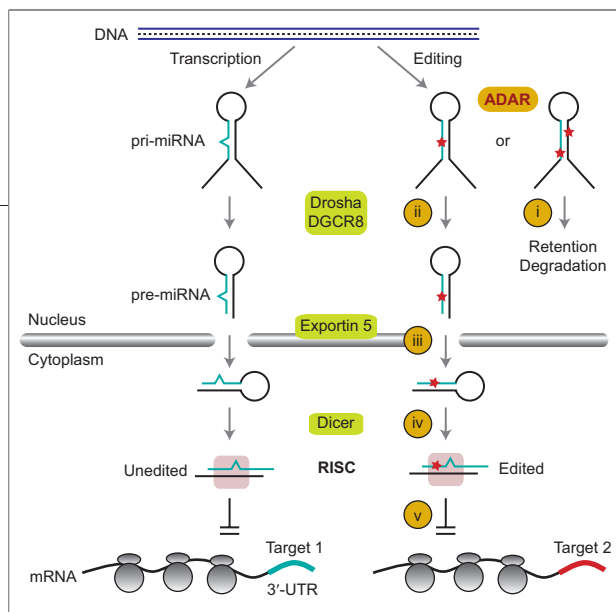 DNA
Transcription
Editing
ADAR
pri-miRNA
or
Drosha
DGCR8
ii
i
Retention
Degradation
pre-miRNA
Nucleus
Exportin 5
iii
Cytoplasm
Dicer
iv
Unedited
RISC
Edited
v
Target 1
Target 2
mRNA
3′-UTR